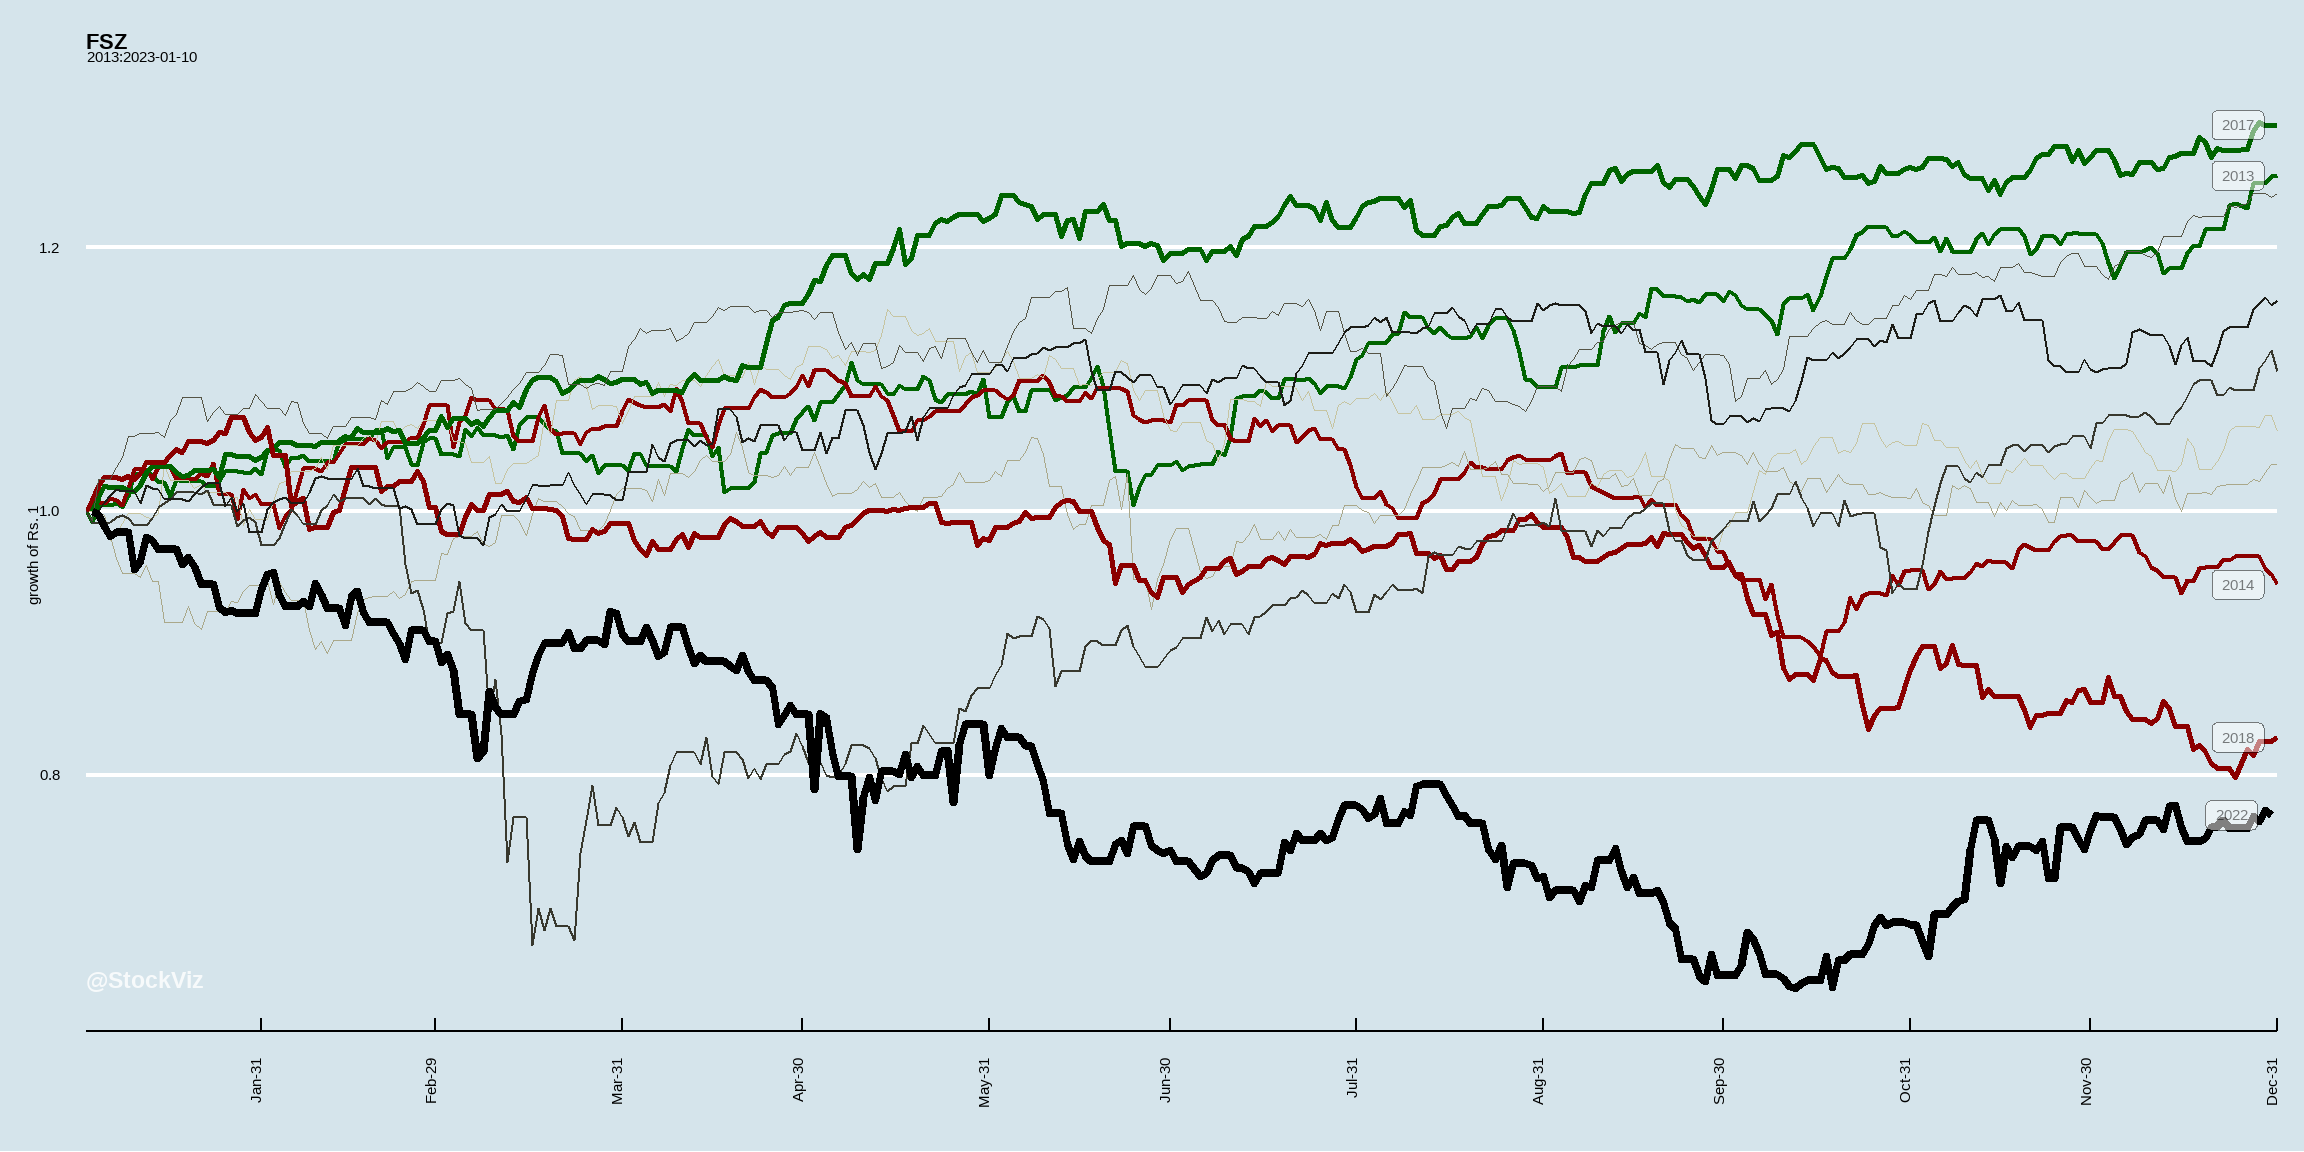 FSZ
2013:2023-01-10
2017
2013
1.2
1.0
growth of Rs. 1
2014
2018
0.8
2022
@StockViz
Jan-31
Feb-29
Mar-31
Apr-30
May-31
Jun-30
Jul-31
Aug-31
Sep-30
Oct-31
Nov-30
Dec-31